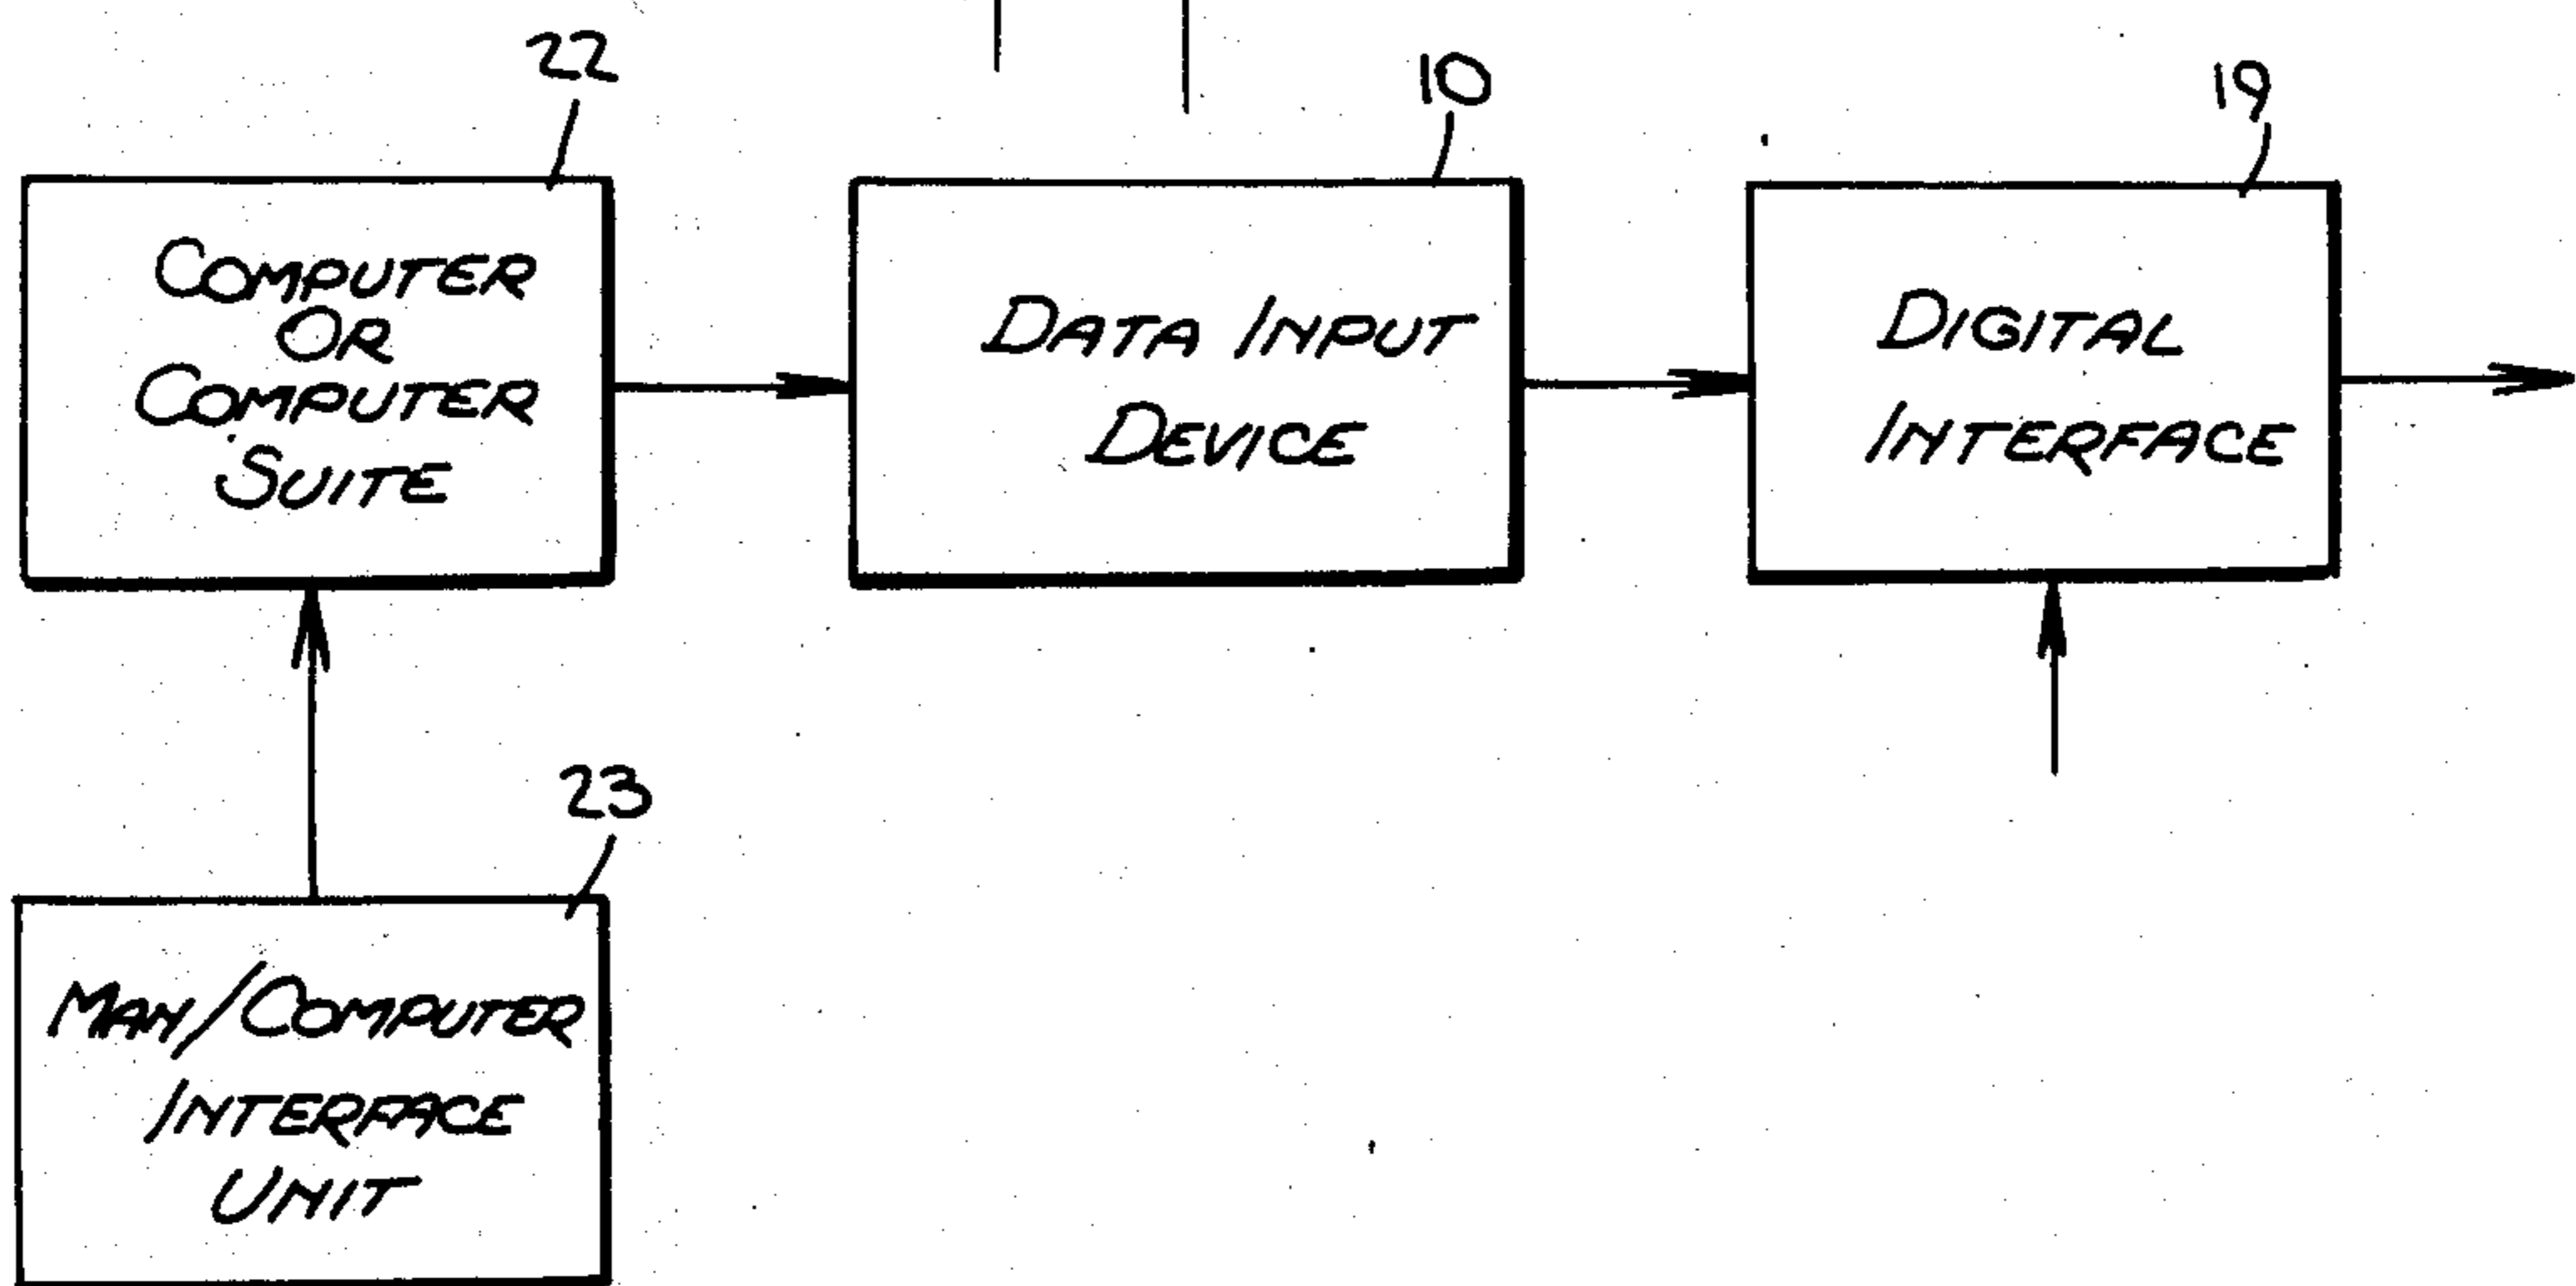 22
COMPUTER
OR
COMPUTER
SUITE
10
DATA INPUT
DEVICE
19
DIGITAL
INTERFACE
23
MAN/COMPUTER
INTERFACE
UNIT